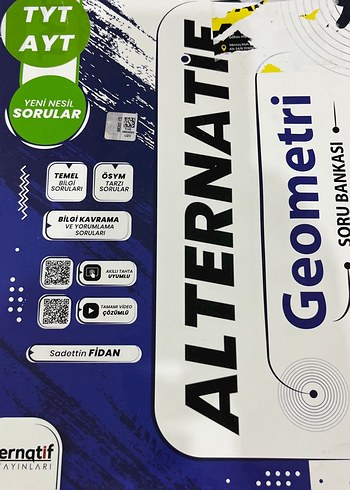 TYT
AYT
YENİ NESİL
SORULAR
TEMEL
BİLGİ
SORULARI
ÖSYM
TARZI
SORULAR
BİLGİ KAVRAMA
VE YORUMLAMA
SORULARI
AKILLI TAHTA
UYUMLU
TAMAMI VİDEO
ÇÖZÜMLÜ
Sadettin FİDAN
ernatif
YAYINLARI
ALTERNATİF
Geometri
SORU BANKASI